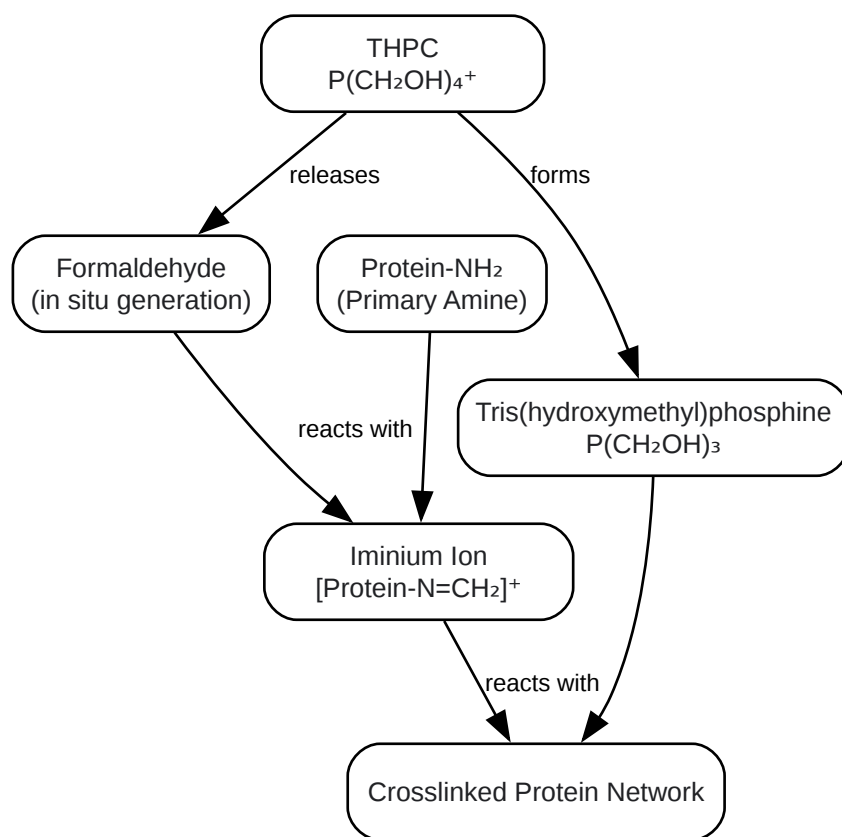 THPC
P(CH₂OH)₄⁺
releases
forms
Formaldehyde
(in situ generation)
Protein-NH₂
(Primary Amine)
Tris(hydroxymethyl)phosphine
P(CH₂OH)₃
reacts with
Iminium Ion
[Protein-N=CH₂]⁺
reacts with
Crosslinked Protein Network